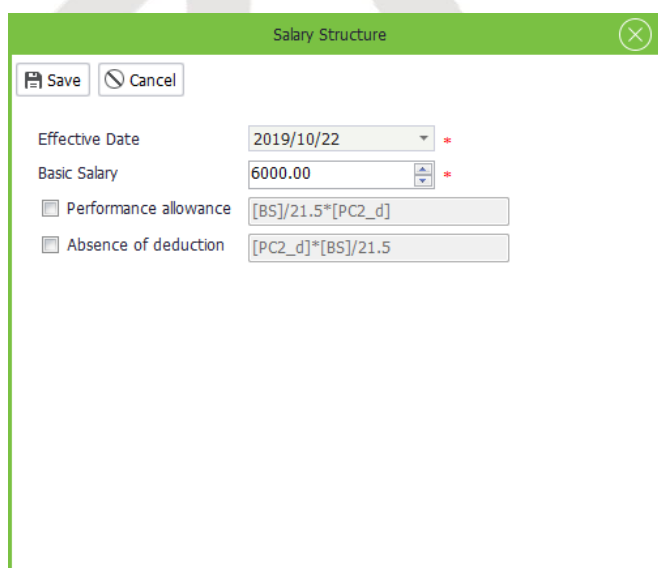 Salary Structure
Save Cancel
Effective Date 2019/10/22 *
Basic Salary 6000.00 *
Performance allowance [BS]/21.5*[PC2_d]
Absence of deduction [PC2_d]*[BS]/21.5